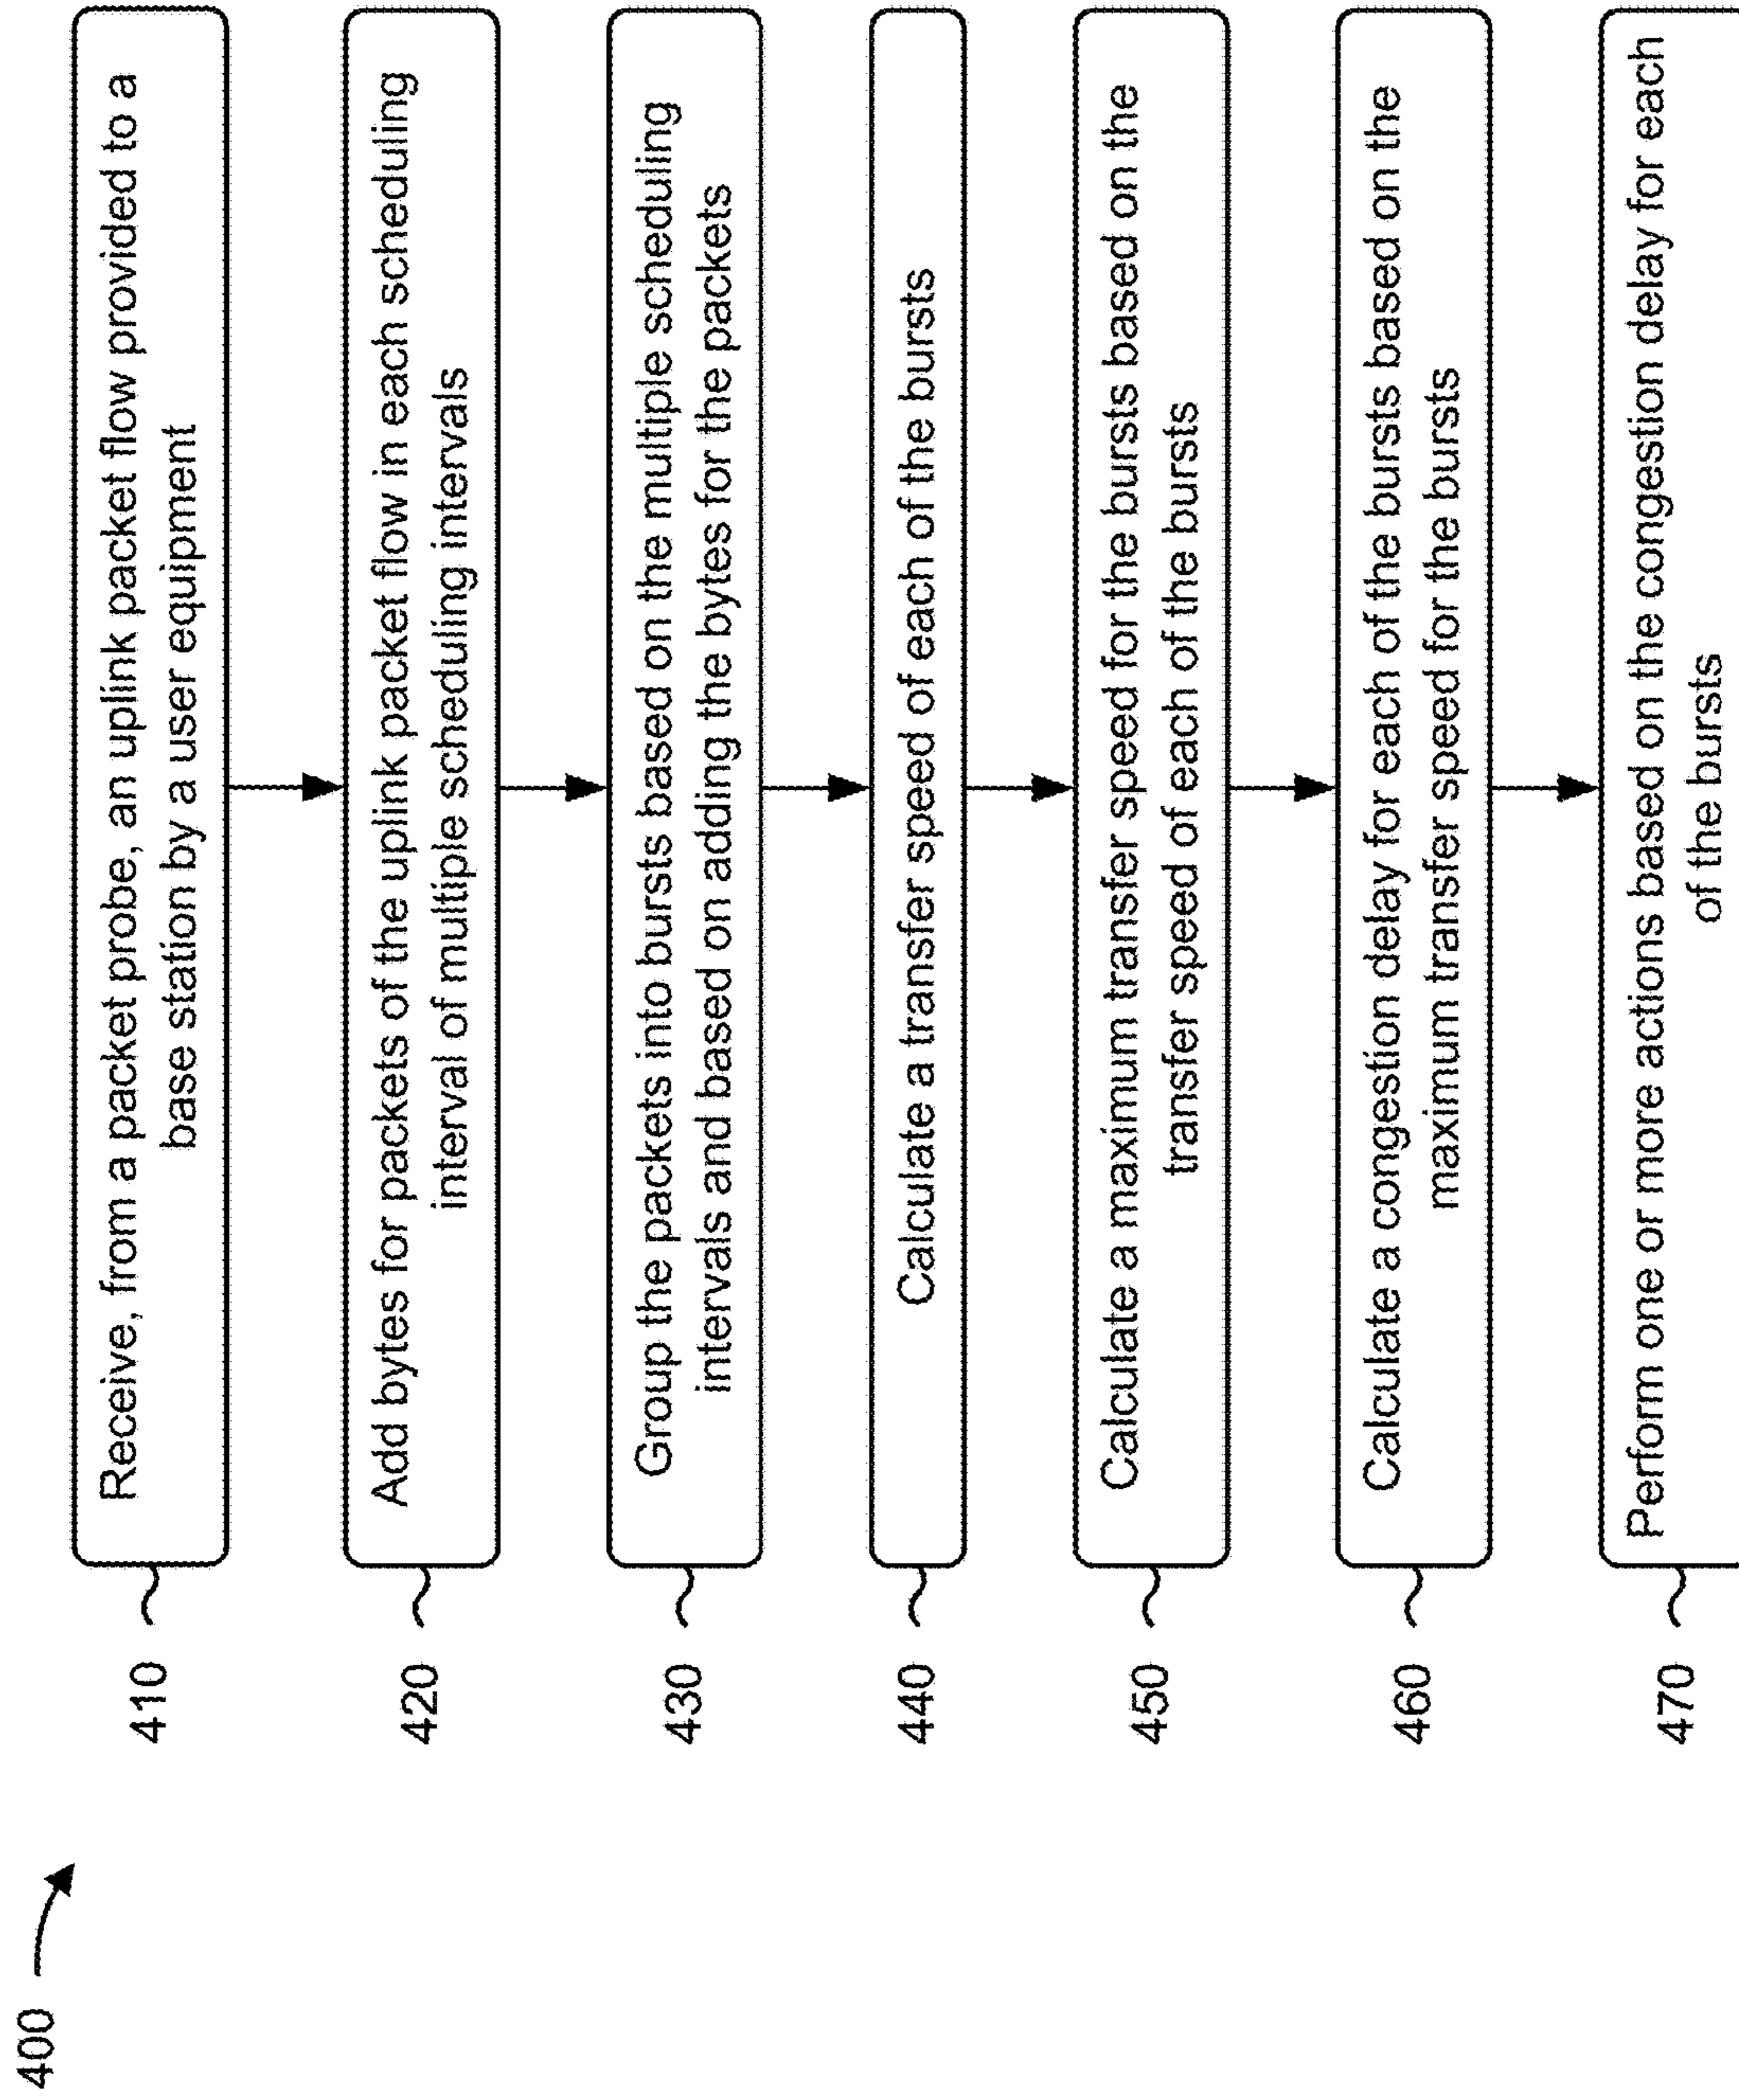 400
410
Receive, from a packet probe, an uplink packet flow provided to a
base station by a user equipment
420
Add bytes for packets of the uplink packet flow in each scheduling
interval of multiple scheduling intervals
430
Group the packets into bursts based on the multiple scheduling
intervals and based on adding the bytes for the packets
440
Calculate a transfer speed of each of the bursts
450
Calculate a maximum transfer speed for the bursts based on the
transfer speed of each of the bursts
460
Calculate a congestion delay for each of the bursts based on the
maximum transfer speed for the bursts
470
Perform one or more actions based on the congestion delay for each
of the bursts